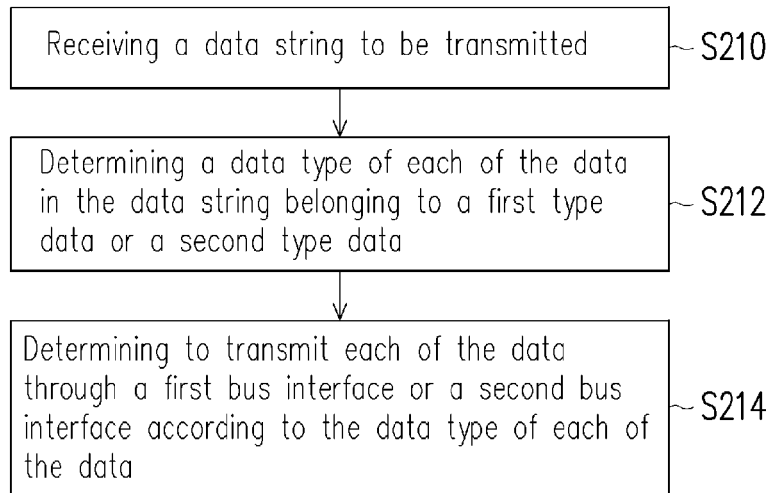 Receiving a data string to be transmitted
S210
Determining a data type of each of the data
in the data string belonging to a first type
data or a second type data
S212
Determining to transmit each of the data
through a first bus interface or a second bus
interface according to the data type of each of
the data
S214